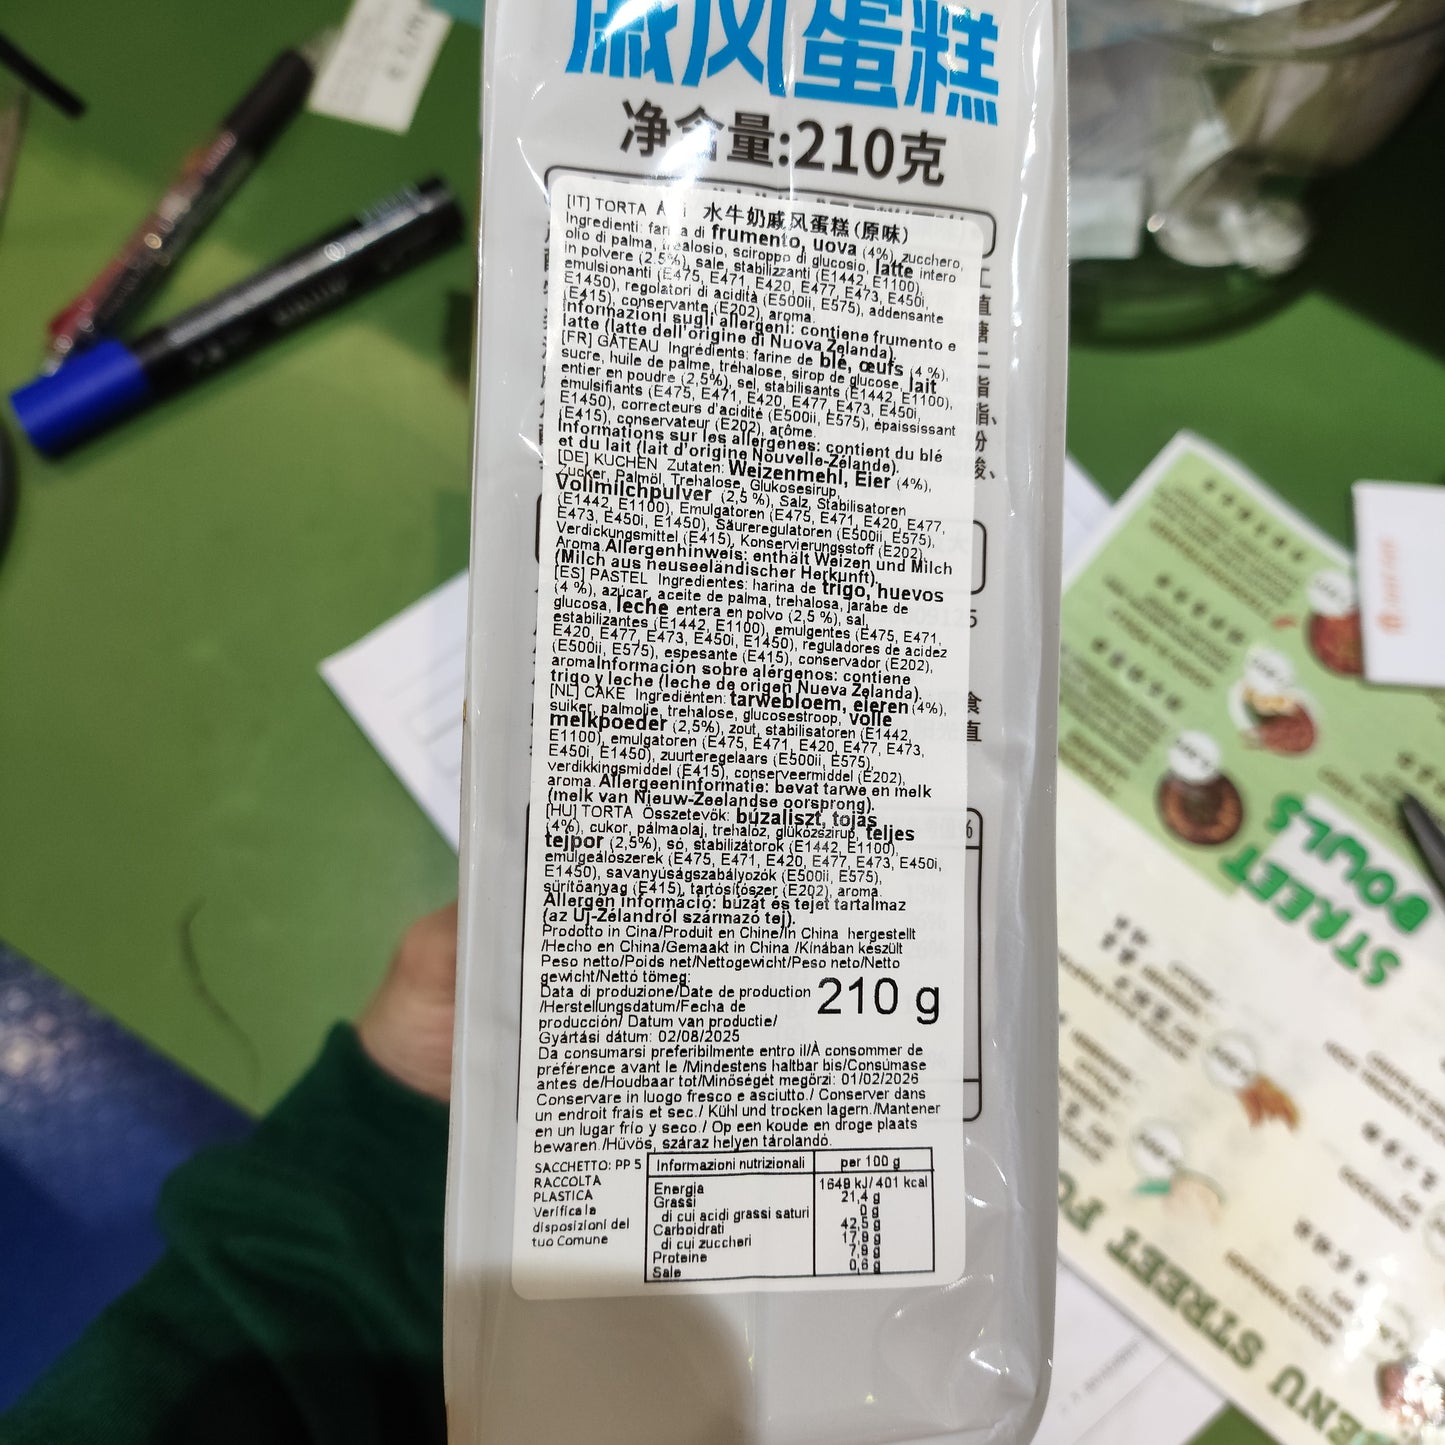 戚风蛋糕
净含量:210克
[IT] TORTA 水牛奶戚风蛋糕(原味)
Ingredienti: farina di frumento, uova (4%), zucchero,
olio di palma, trealosio, sciroppo di glucosio, latte intero
in polvere (2.5%), sale, stabilizzanti (E1442, E1100),
emulsionanti (E475, E471, E420, E477, E473, E450i,
E1450), regolatori di acidità (E500ii, E575), addensante
(E415), conservante (E202), aroma.
informazioni sugli allergeni: contiene frumento e
latte (latte dell'origine di Nuova Zelanda).
[FR] GÂTEAU Ingrédients: farine de blé, œufs (4 %),
sucre, huile de palme, tréhalose, sirop de glucose, lait
entier en poudre (2,5%), sel, stabilisants (E1442, E1100),
émulsifiants (E475, E471, E420, E477, E473, E450i,
E1450), correcteurs d'acidité (E500ii, E575), épaississant
(E415), conservateur (E202), arôme.
Informations sur les allergènes: contient du blé
et du lait (lait d'origine Nouvelle-Zélande).
[DE] KUCHEN Zutaten: Weizenmehl, Eier (4%),
Zucker, Palmöl, Trehalose, Glukosesirup,
Vollmilchpulver (2,5 %), Salz, Stabilisatoren
(E1442, E1100), Emulgatoren (E475, E471, E420, E477,
E473, E450i, E1450), Säureregulatoren (E500ii, E575),
Verdickungsmittel (E415), Konservierungsstoff (E202),
Aroma.Allergenhinweis: enthält Weizen und Milch
(Milch aus neuseeländischer Herkunft).
[ES] PASTEL Ingredientes: harina de trigo, huevos
(4 %), azúcar, aceite de palma, trehalosa, jarabe de
glucosa, leche entera en polvo (2,5 %), sal,
estabilizantes (E1442, E1100), emulgentes (E475, E471,
E420, E477, E473, E450i, E1450), reguladores de acidez
(E500ii, E575), espesante (E415), conservador (E202),
aromaInformación sobre alérgenos: contiene
trigo y leche (leche de origen Nueva Zelanda).
[NL] CAKE Ingrediënten: tarwebloem, eieren (4%),
suiker, palmolie, trehalose, glucosestroop, volle
melkpoeder (2,5%), zout, stabilisatoren (E1442,
E1100), emulgatoren (E475, E471, E420, E477, E473,
E450i, E1450), zuurteregelaars (E500ii, E575),
verdikkingsmiddel (E415), conserveermiddel (E202),
aroma. Allergeeninformatie: bevat tarwe en melk
(melk van Nieuw-Zeelandse oorsprong).
[HU] TORTA Összetevők: búzaliszt, tojás
(4%), cukor, pálmaolaj, trehalóz, glükózszirup, teljes
tejpor (2,5%), só, stabilizátorok (E1442, E1100),
emulgeálószerek (E475, E471, E420, E477, E473, E450i,
E1450), savanyúságszabályozók (E500ii, E575),
sűrítőanyag (E415), tartósítószer (E202), aroma.
Allergén információ: búzát és tejet tartalmaz
(az Új-Zélandról származó tej).
Prodotto in Cina/Produit en Chine/In China hergestellt
/Hecho en China/Gemaakt in China /Kínában készült
Peso netto/Poids net/Nettogewicht/Peso neto/Netto
gewicht/Nettó tömeg:
210 g
Data di produzione/Date de production
/Herstellungsdatum/Fecha de
producción/ Datum van productie/
Gyártási dátum: 02/08/2025
Da consumarsi preferibilmente entro il/À consommer de
préférence avant le /Mindestens haltbar bis/Consúmase
antes de/Houdbaar tot/Minőségét megőrzi: 01/02/2026
Conservare in luogo fresco e asciutto./ Conserver dans
un endroit frais et sec./ Kühl und trocken lagern./Mantener
en un lugar frío y seco./ Op een koude en droge plaats
bewaren./Hűvös, száraz helyen tárolandó.
SACCHETTO: PP 5
RACCOLTA
PLASTICA
Verifica la
disposizioni del
tuo Comune
Informazioni nutrizionali per 100 g
Energia 1649 kJ/401 kcal
Grassi 21,4 g
di cui acidi grassi saturi 0 g
Carboidrati 42,5 g
di cui zuccheri 17,9 g
Proteine 7,9 g
Sale 0,6 g
STREET
BOWLS
MENU STREET FO